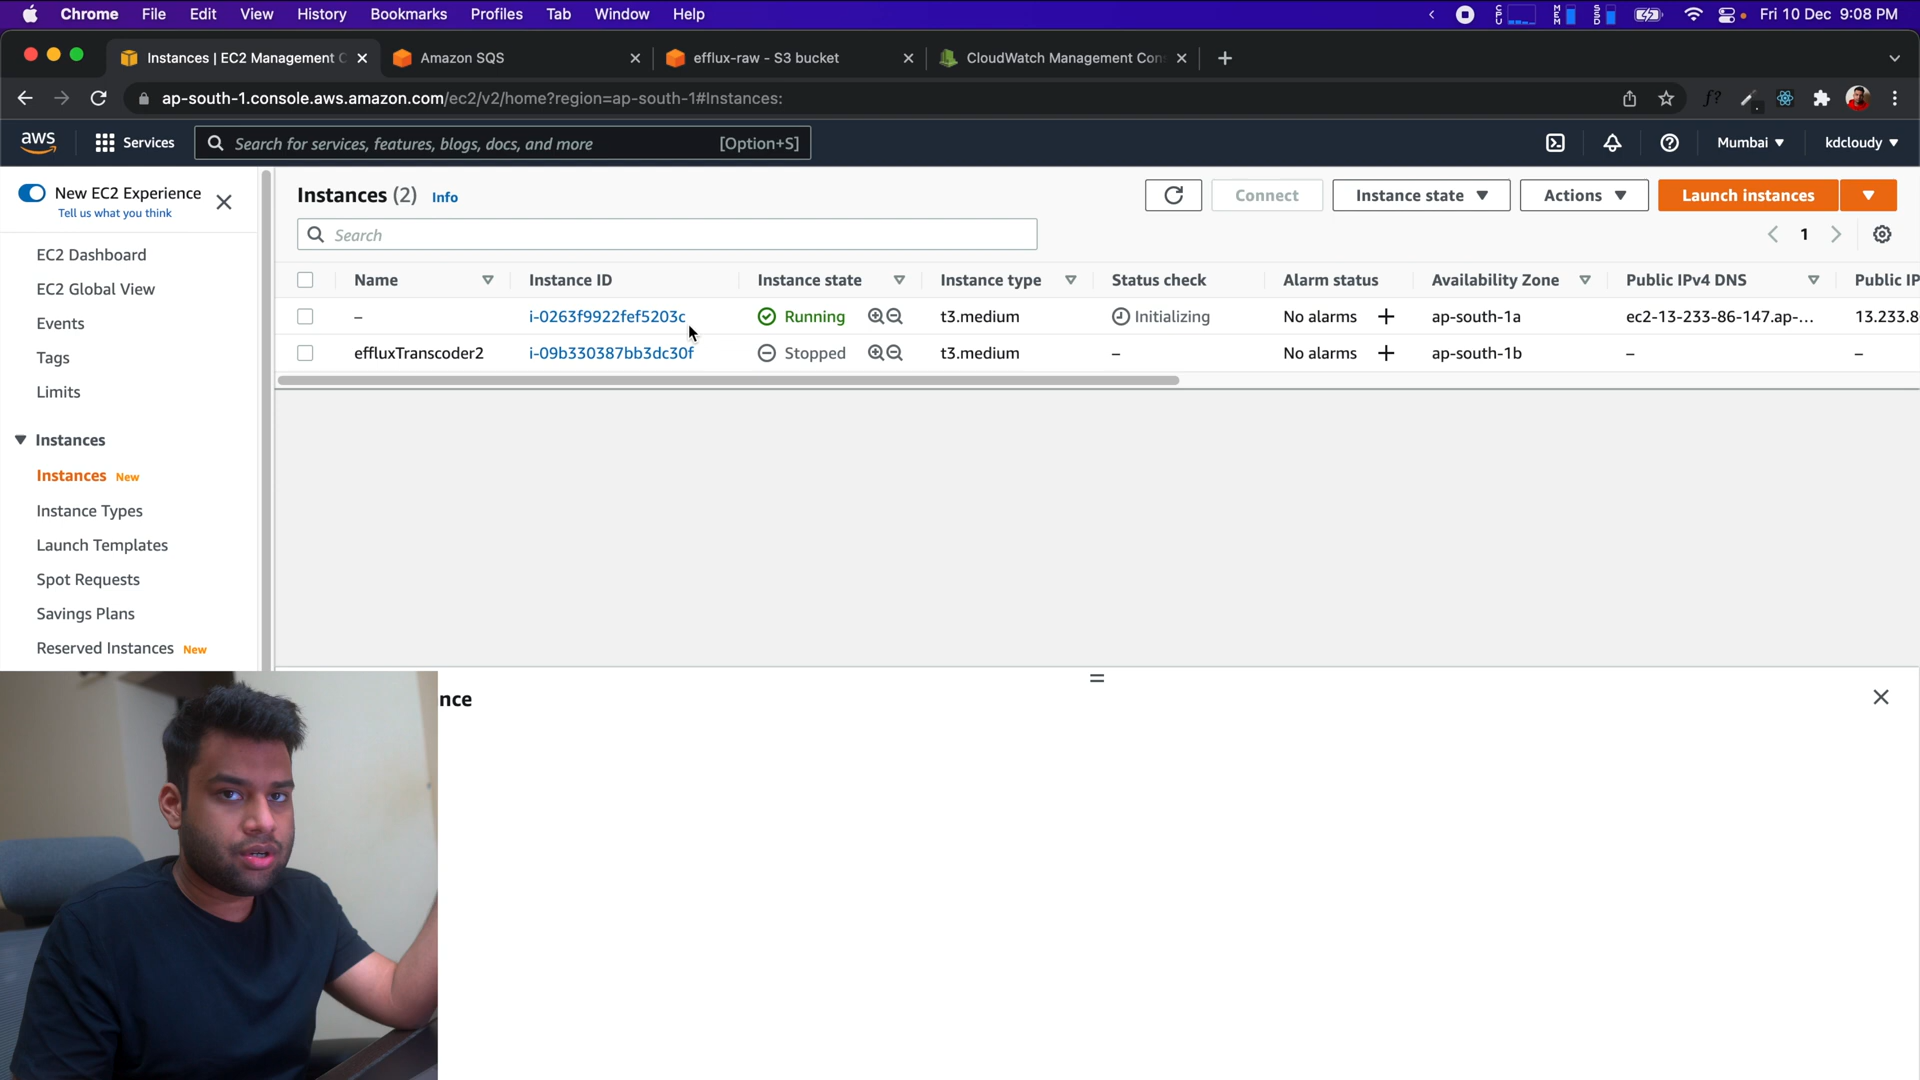 Chrome File Edit View History Bookmarks Profiles Tab Window Help
CPU MEM SSD Fri 10 Dec 9:08 PM
Instances | EC2 Management C Amazon SQS efflux-raw - S3 bucket CloudWatch Management Con
ap-south-1.console.aws.amazon.com/ec2/v2/home?region=ap-south-1#Instances:
f?
aws Services Search for services, features, blogs, docs, and more [Option+S] Mumbai kdcloudy
New EC2 Experience
Tell us what you think
EC2 Dashboard
EC2 Global View
Events
Tags
Limits
Instances
Instances New
Instance Types
Launch Templates
Spot Requests
Savings Plans
Reserved Instances New
Instances (2) Info Connect Instance state Actions Launch instances
Search 1
Name Instance ID Instance state Instance type Status check Alarm status Availability Zone Public IPv4 DNS Public IP
– i-0263f9922fef5203c Running t3.medium Initializing No alarms + ap-south-1a ec2-13-233-86-147.ap-... 13.233.8
effluxTranscoder2 i-09b330387bb3dc30f Stopped t3.medium – No alarms + ap-south-1b – –
nce